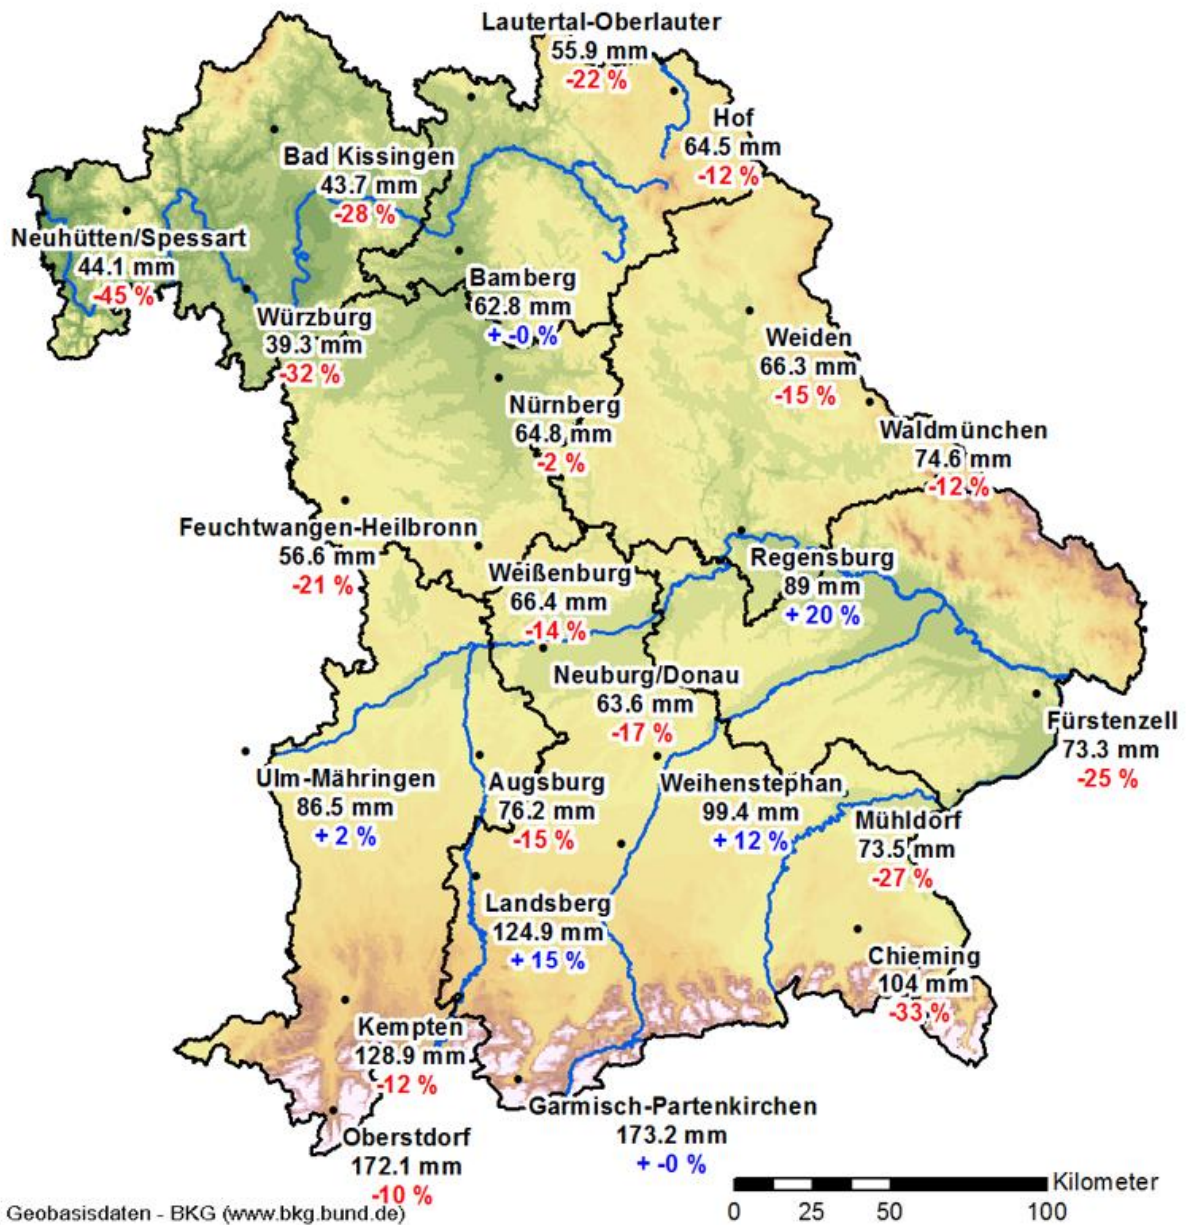 Lautertal-Oberlauter
55.9 mm
-22 %
Hof
64.5 mm
-12 %
Bad Kissingen
43.7 mm
-28 %
Neuhütten/Spessart
44.1 mm
-45 %
Bamberg
62.8 mm
+ -0 %
Würzburg
39.3 mm
-32 %
Weiden
66.3 mm
-15 %
Nürnberg
64.8 mm
-2 %
Waldmünchen
74.6 mm
-12 %
Feuchtwangen-Heilbronn
56.6 mm
-21 %
Weißenburg
66.4 mm
-14 %
Regensburg
89 mm
+ 20 %
Neuburg/Donau
63.6 mm
-17 %
Fürstenzell
73.3 mm
-25 %
Ulm-Mähringen
86.5 mm
+ 2 %
Augsburg
76.2 mm
-15 %
Weihenstephan
99.4 mm
+ 12 %
Mühldorf
73.5 mm
-27 %
Landsberg
124.9 mm
+ 15 %
Chieming
104 mm
-33 %
Kempten
128.9 mm
-12 %
Garmisch-Partenkirchen
173.2 mm
+ -0 %
Oberstdorf
172.1 mm
-10 %
Kilometer
0 25 50 100
Geobasisdaten - BKG (www.bkg.bund.de)